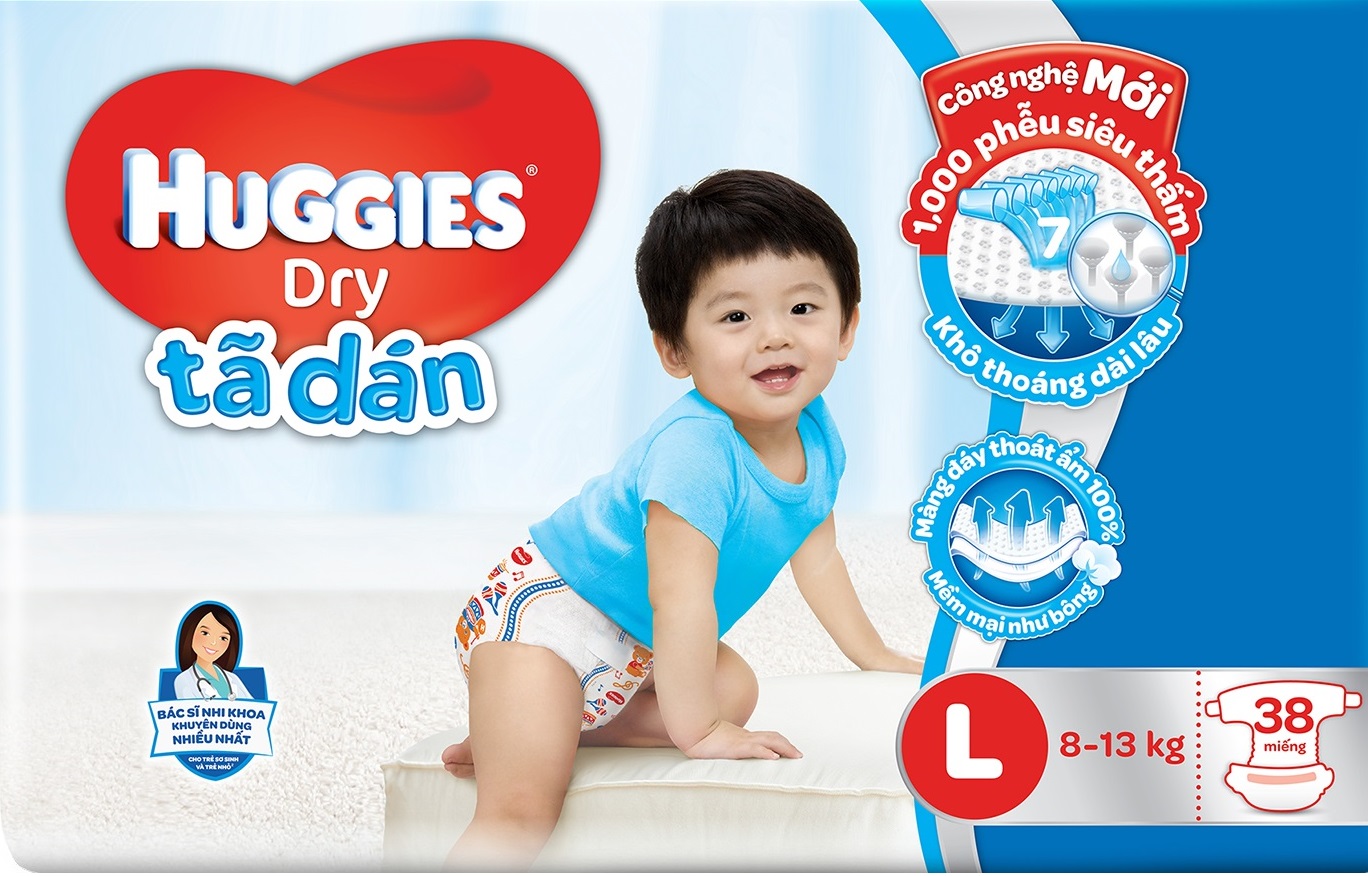 HUGGIES®
Dry
tã dán
Công nghệ Mới
1,000 phễu siêu thấm
7
Khô thoáng dài lâu
Màng đáy thoát ẩm 100%
Mềm mại như bông
BÁC SĨ NHI KHOA
KHUYÊN DÙNG
NHIỀU NHẤT
CHO TRẺ SƠ SINH
VÀ TRẺ NHỎ
L
8-13 kg
38
miếng